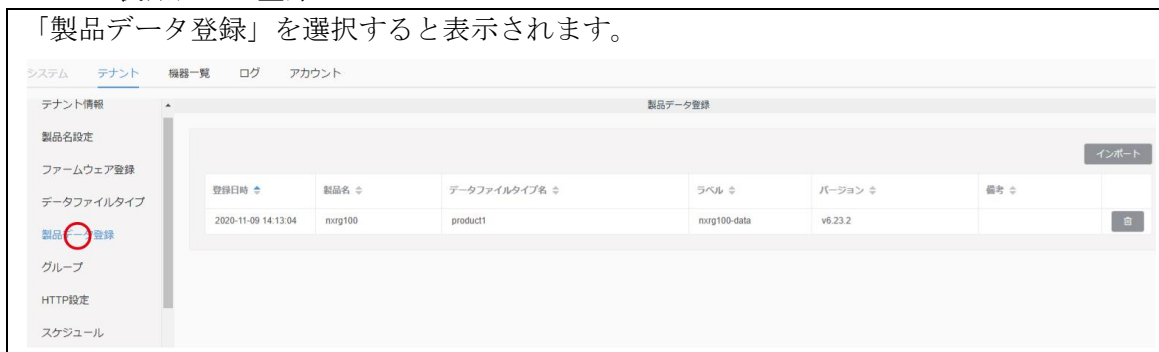 「製品データ登録」を選択すると表示されます。
システム テナント 機器一覧 ログ アカウント
テナント情報
製品データ登録
製品名設定
インポート
ファームウェア登録
登録日時 製品名 データファイルタイプ名 ラベル バージョン 備考
データファイルタイプ
2020-11-09 14:13:04 nxrg100 product1 nxrg100-data v6.23.2
製品データ登録
グループ
HTTP設定
スケジュール